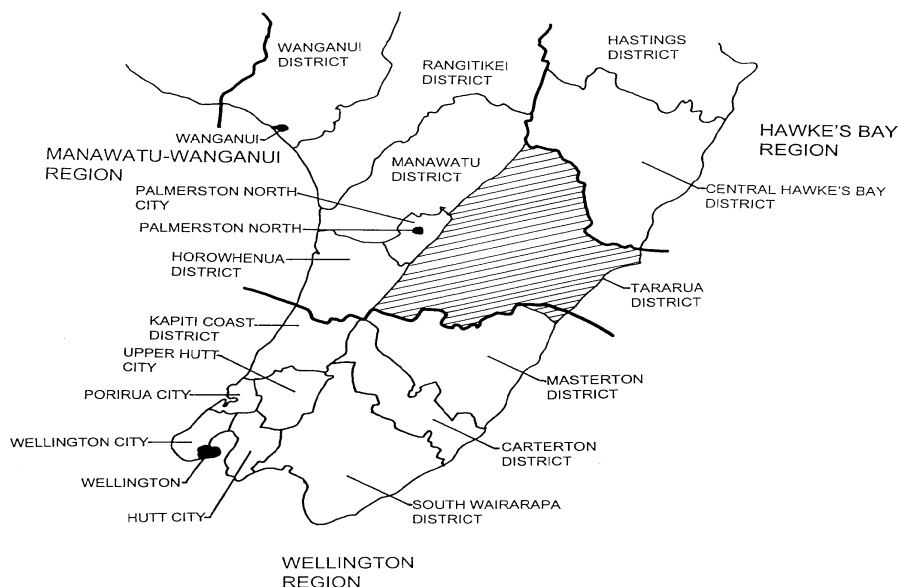 WANGANUI
DISTRICT
HASTINGS
DISTRICT
RANGITIKEI
DISTRICT
WANGANUI
HAWKE'S BAY
REGION
MANAWATU-WANGANUI
REGION
MANAWATU
DISTRICT
PALMERSTON NORTH
CITY
CENTRAL HAWKE'S BAY
DISTRICT
PALMERSTON NORTH
HOROWHENUA
DISTRICT
TARARUA
DISTRICT
KAPITI COAST
DISTRICT
UPPER HUTT
CITY
MASTERTON
DISTRICT
PORIRUA CITY
WELLINGTON CITY
CARTERTON
DISTRICT
WELLINGTON
SOUTH WAIRARAPA
DISTRICT
HUTT CITY
WELLINGTON
REGION